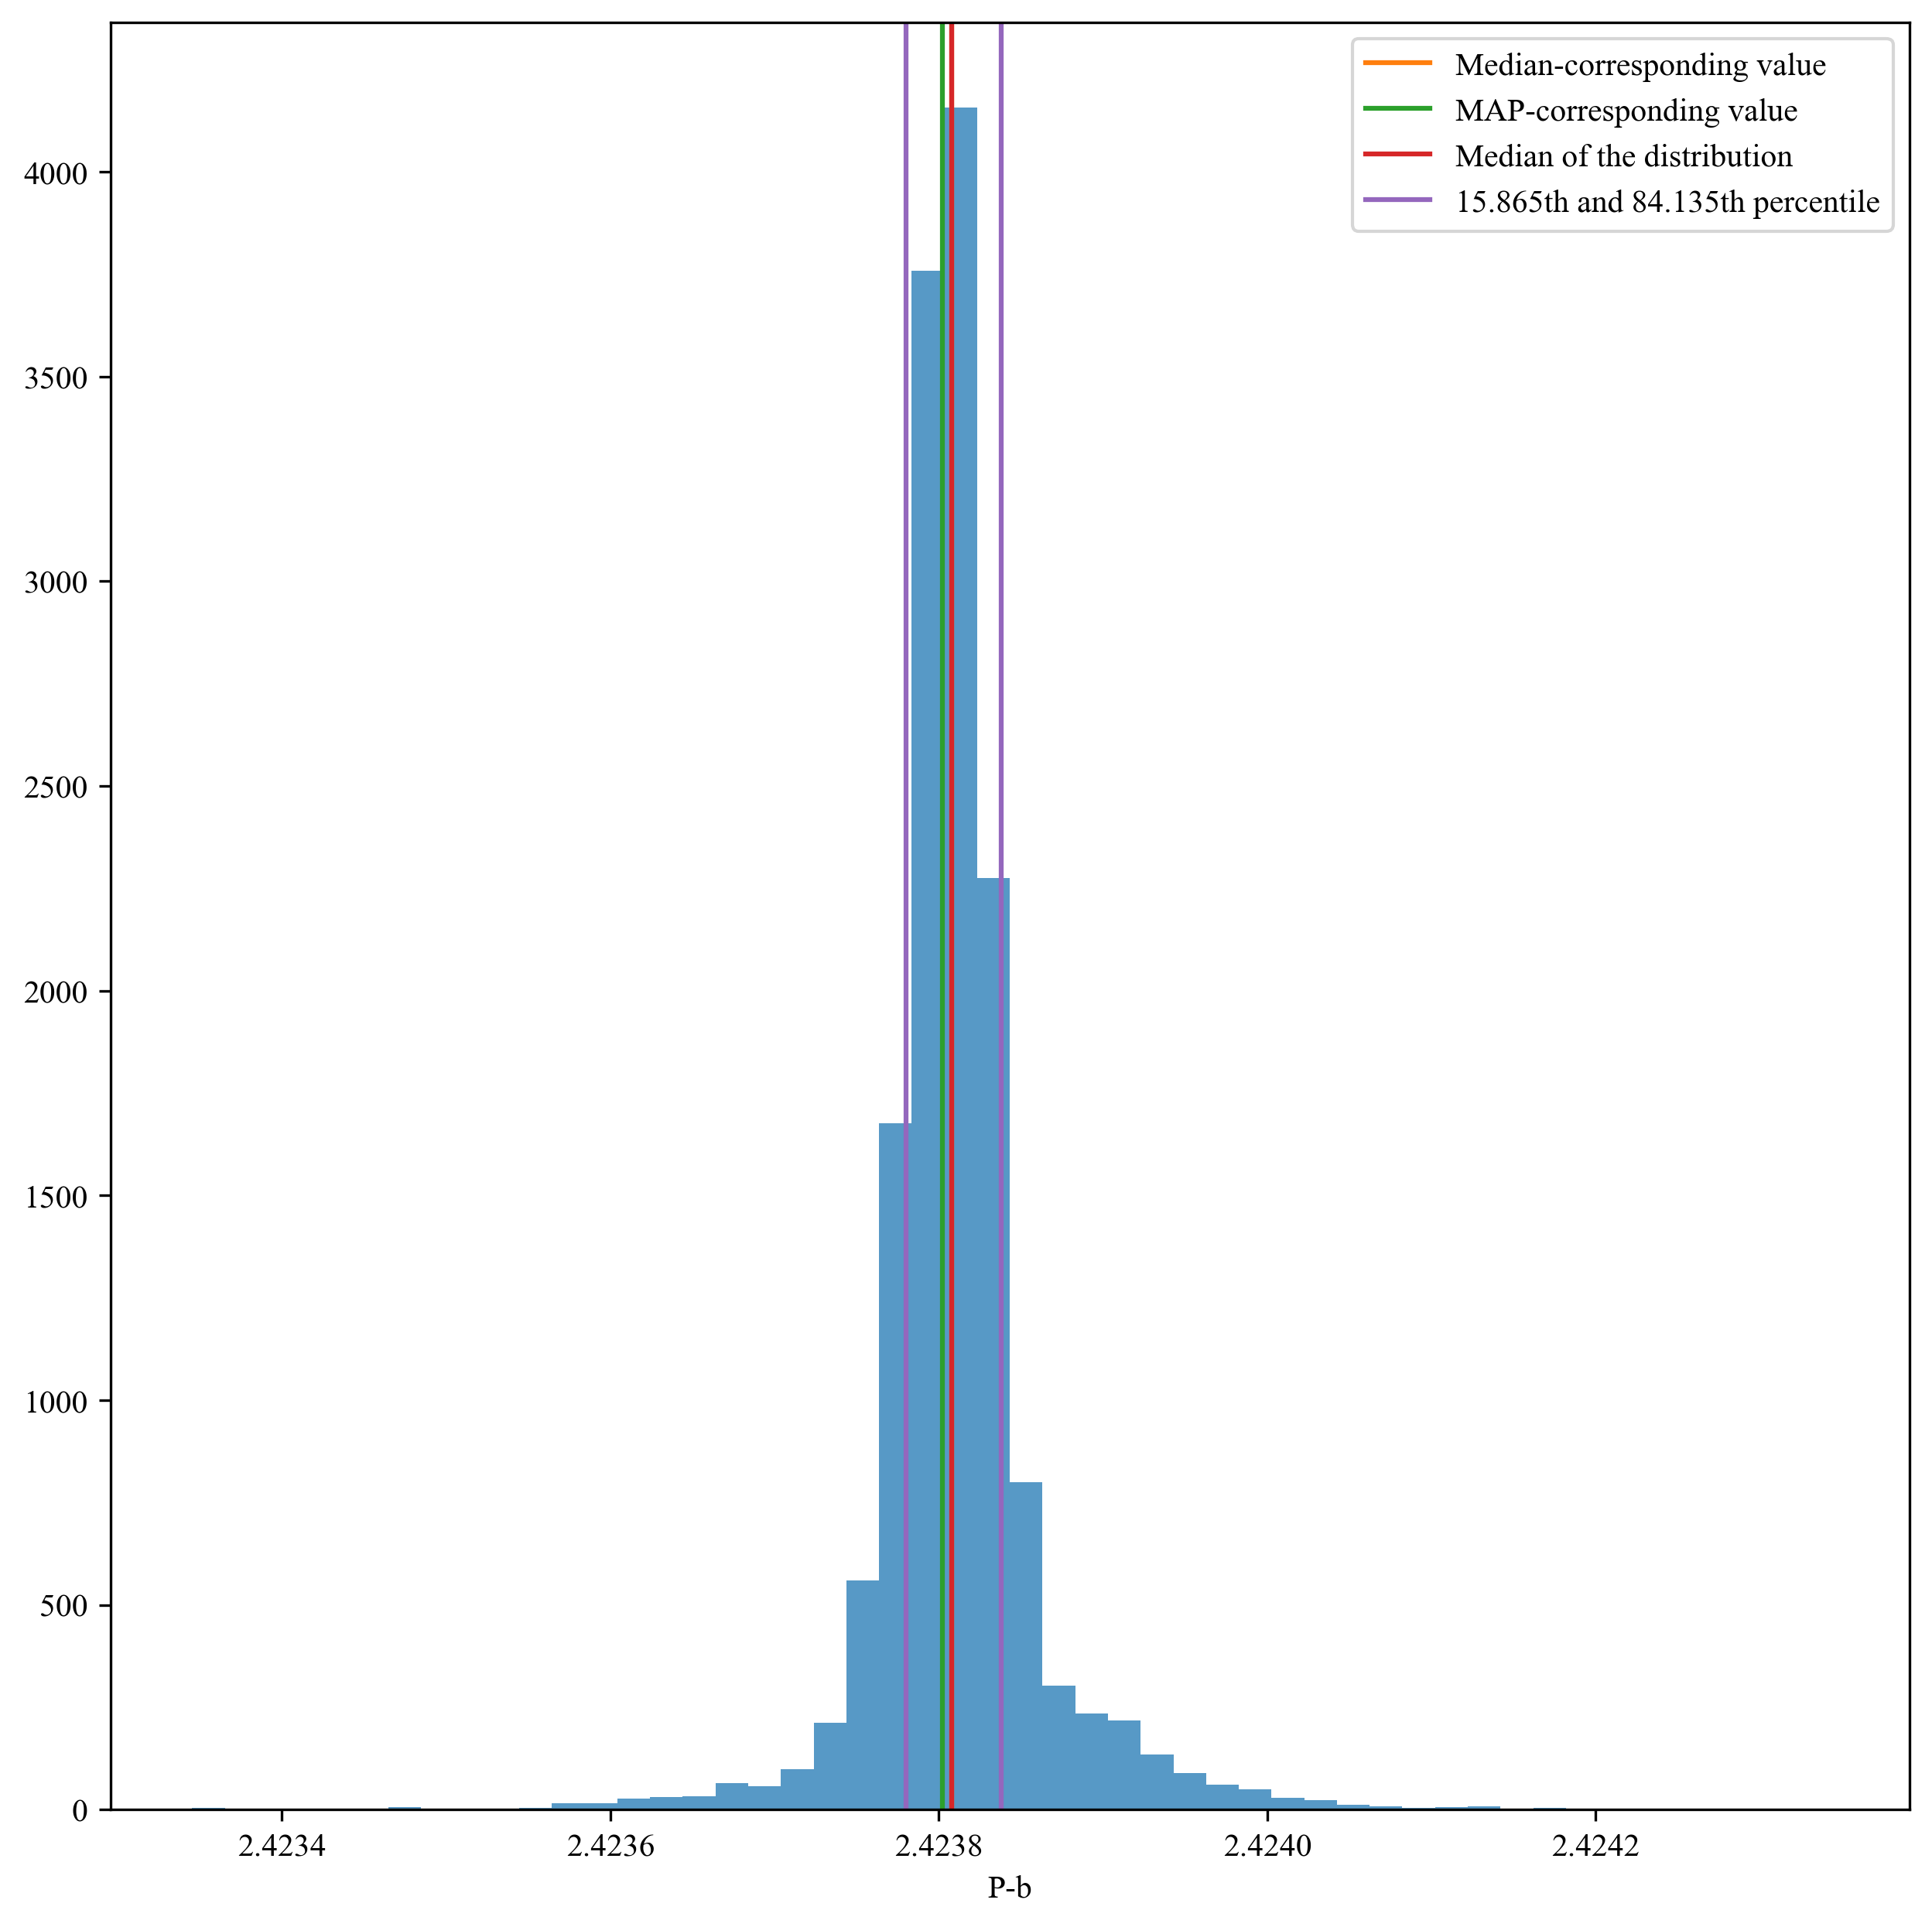 Median-corresponding value
MAP-corresponding value
Median of the distribution
15.865th and 84.135th percentile
4000
3500
3000
2500
2000
1500
1000
500
0
2.4234 2.4236 2.4238 2.4240 2.4242
P-b